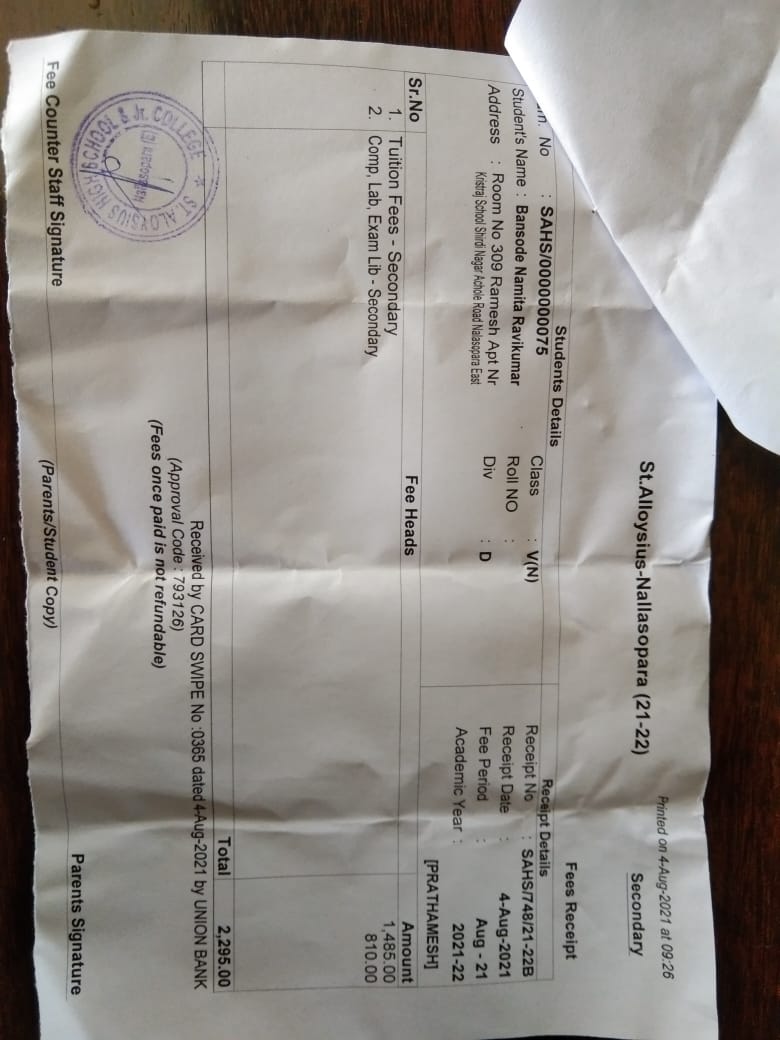 Printed on 4-Aug-2021 at 09:26
St.Alloysius-Nallasopara (21-22)
Secondary
Fees Receipt
Students Details
Receipt Details
No : SAHS/0000000075
Class : V(N)
Receipt No : SAHS/748/21-22B
Student's Name : Bansode Namita Ravikumar
Roll NO :
Receipt Date : 4-Aug-2021
Address : Room No 309 Ramesh Apt Nr
Kristraj School Shirdi Nagar Achole Road Nalasopara East
Div : D
Fee Period : Aug - 21
Academic Year : 2021-22
[PRATHAMESH]
Sr.No Fee Heads Amount
1. Tuition Fees - Secondary 1,485.00
2. Comp, Lab, Exam Lib - Secondary 810.00
Total 2,295.00
Received by CARD SWIPE No :0365 dated 4-Aug-2021 by UNION BANK
(Approval Code : 793126)
(Fees once paid is not refundable)
ST. ALOYSIUS HIGH SCHOOL & Jr. COLLEGE
Fee Counter Staff Signature
(Parents/Student Copy)
Parents Signature